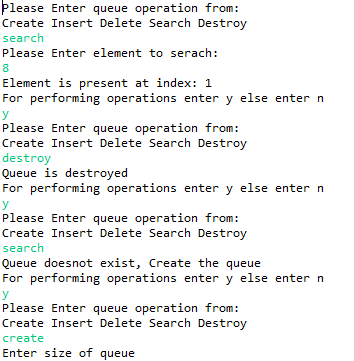 Please Enter queue operation from:
Create Insert Delete Search Destroy
search
Please Enter element to serach:
8
Element is present at index: 1
For performing operations enter y else enter n
y
Please Enter queue operation from:
Create Insert Delete Search Destroy
destroy
Queue is destroyed
For performing operations enter y else enter n
y
Please Enter queue operation from:
Create Insert Delete Search Destroy
search
Queue doesnot exist, Create the queue
For performing operations enter y else enter n
y
Please Enter queue operation from:
Create Insert Delete Search Destroy
create
Enter size of queue